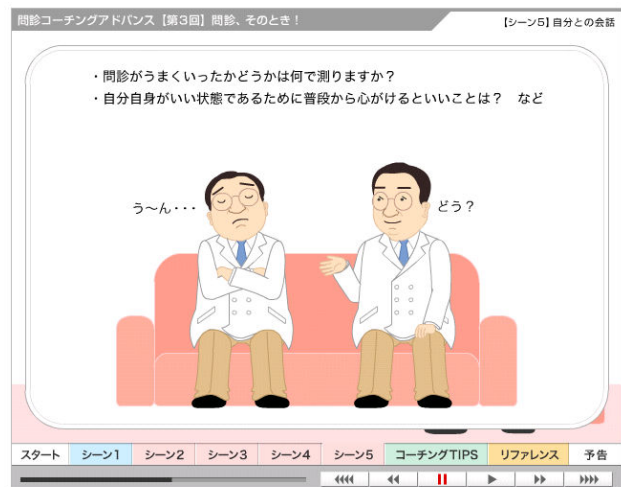 問診コーチングアドバンス【第3回】問診、そのとき！
【シーン5】自分との会話
・問診がうまくいったかどうかは何で測りますか？
・自分自身がいい状態であるために普段から心がけるといいことは？　など
う〜ん・・・
どう？
スタート
シーン1
シーン2
シーン3
シーン4
シーン5
コーチングTIPS
リファレンス
予告